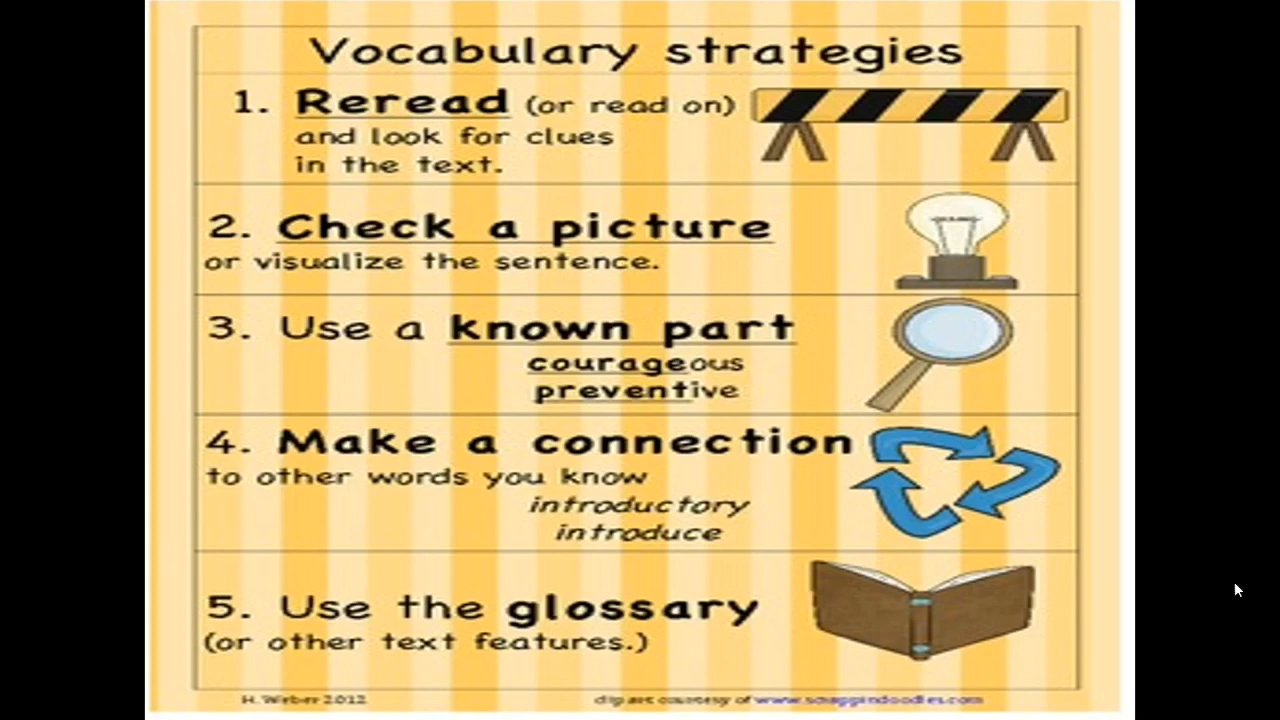 Vocabulary strategies
1. Reread (or read on)
and look for clues
in the text.
2. Check a picture
or visualize the sentence.
3. Use a known part
courageous
preventive
4. Make a connection
to other words you know
introductory
introduce
5. Use the glossary
(or other text features.)
H. Weber 2012 clip art courtesy of www.scrappindoodles.com